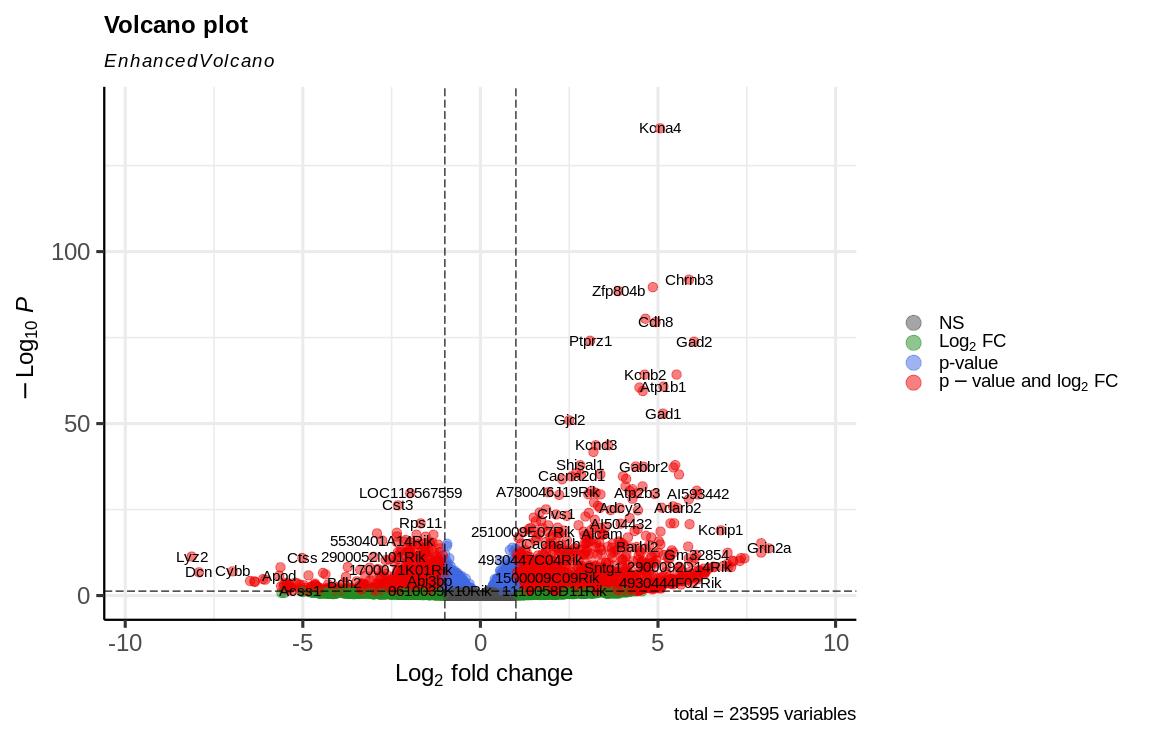 Volcano plot
EnhancedVolcano
− Log10 P
100
50
0
Kcna4
Chrnb3
Zfp804b
Cdh8
Ptprz1
Gad2
Kcnb2
Atp1b1
Gad1
Gjd2
Kcnd3
Shisal1
Gabbr2
Cacna2d1
LOC118567559
A730046J19Rik
Atp2b3
AI593442
Cst3
Adcy2
Adarb2
Clvs1
Rps11
AI504432
Kcnip1
2510009E07Rik
Alcam
5530401A14Rik
Cacna1b
Barhl2
Grin2a
Lyz2
Ctss
2900052N01Rik
4930447C04Rik
Gm32854
Dcn
Cybb
1700071K01Rik
Sntg1
2900092D14Rik
Apod
Bdh2
Abi3bp
1500009C09Rik
4930444F02Rik
Acss1
0610039K10Rik
1110058D11Rik
-10
-5
0
5
10
Log2 fold change
NS
Log2 FC
p-value
p − value and log2 FC
total = 23595 variables